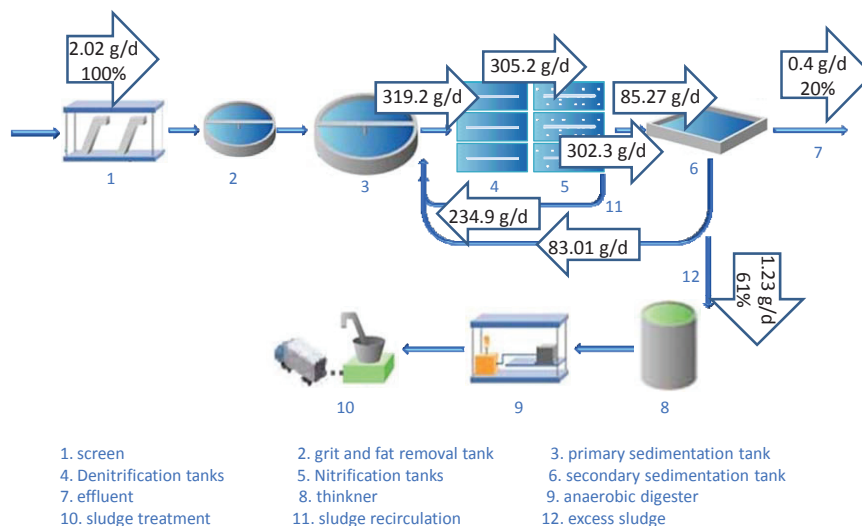 2.02 g/d
100%
305.2 g/d
0.4 g/d
20%
319.2 g/d
85.27 g/d
302.3 g/d
1
2
3
4
5
6
7
11
234.9 g/d
83.01 g/d
12
1.23 g/d
61%
10
9
8
1. screen
2. grit and fat removal tank
3. primary sedimentation tank
4. Denitrification tanks
5. Nitrification tanks
6. secondary sedimentation tank
7. effluent
8. thinkner
9. anaerobic digester
10. sludge treatment
11. sludge recirculation
12. excess sludge